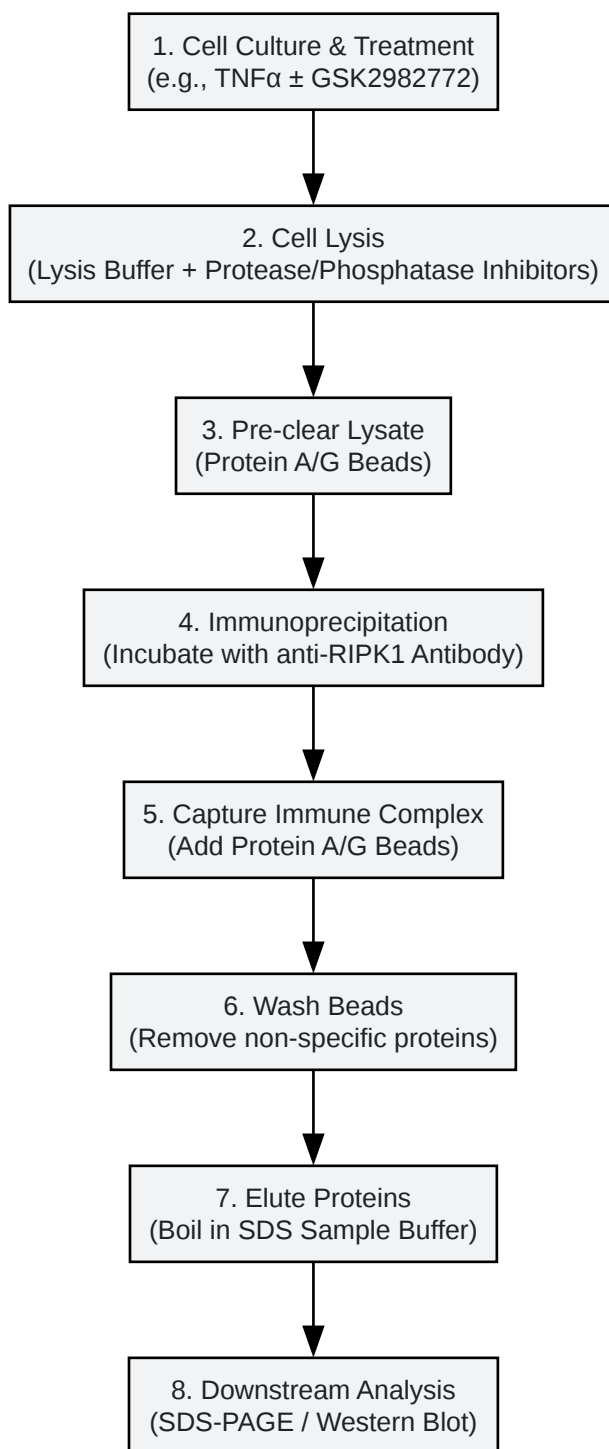 1. Cell Culture & Treatment
(e.g., TNFα ± GSK2982772)
2. Cell Lysis
(Lysis Buffer + Protease/Phosphatase Inhibitors)
3. Pre-clear Lysate
(Protein A/G Beads)
4. Immunoprecipitation
(Incubate with anti-RIPK1 Antibody)
5. Capture Immune Complex
(Add Protein A/G Beads)
6. Wash Beads
(Remove non-specific proteins)
7. Elute Proteins
(Boil in SDS Sample Buffer)
8. Downstream Analysis
(SDS-PAGE / Western Blot)